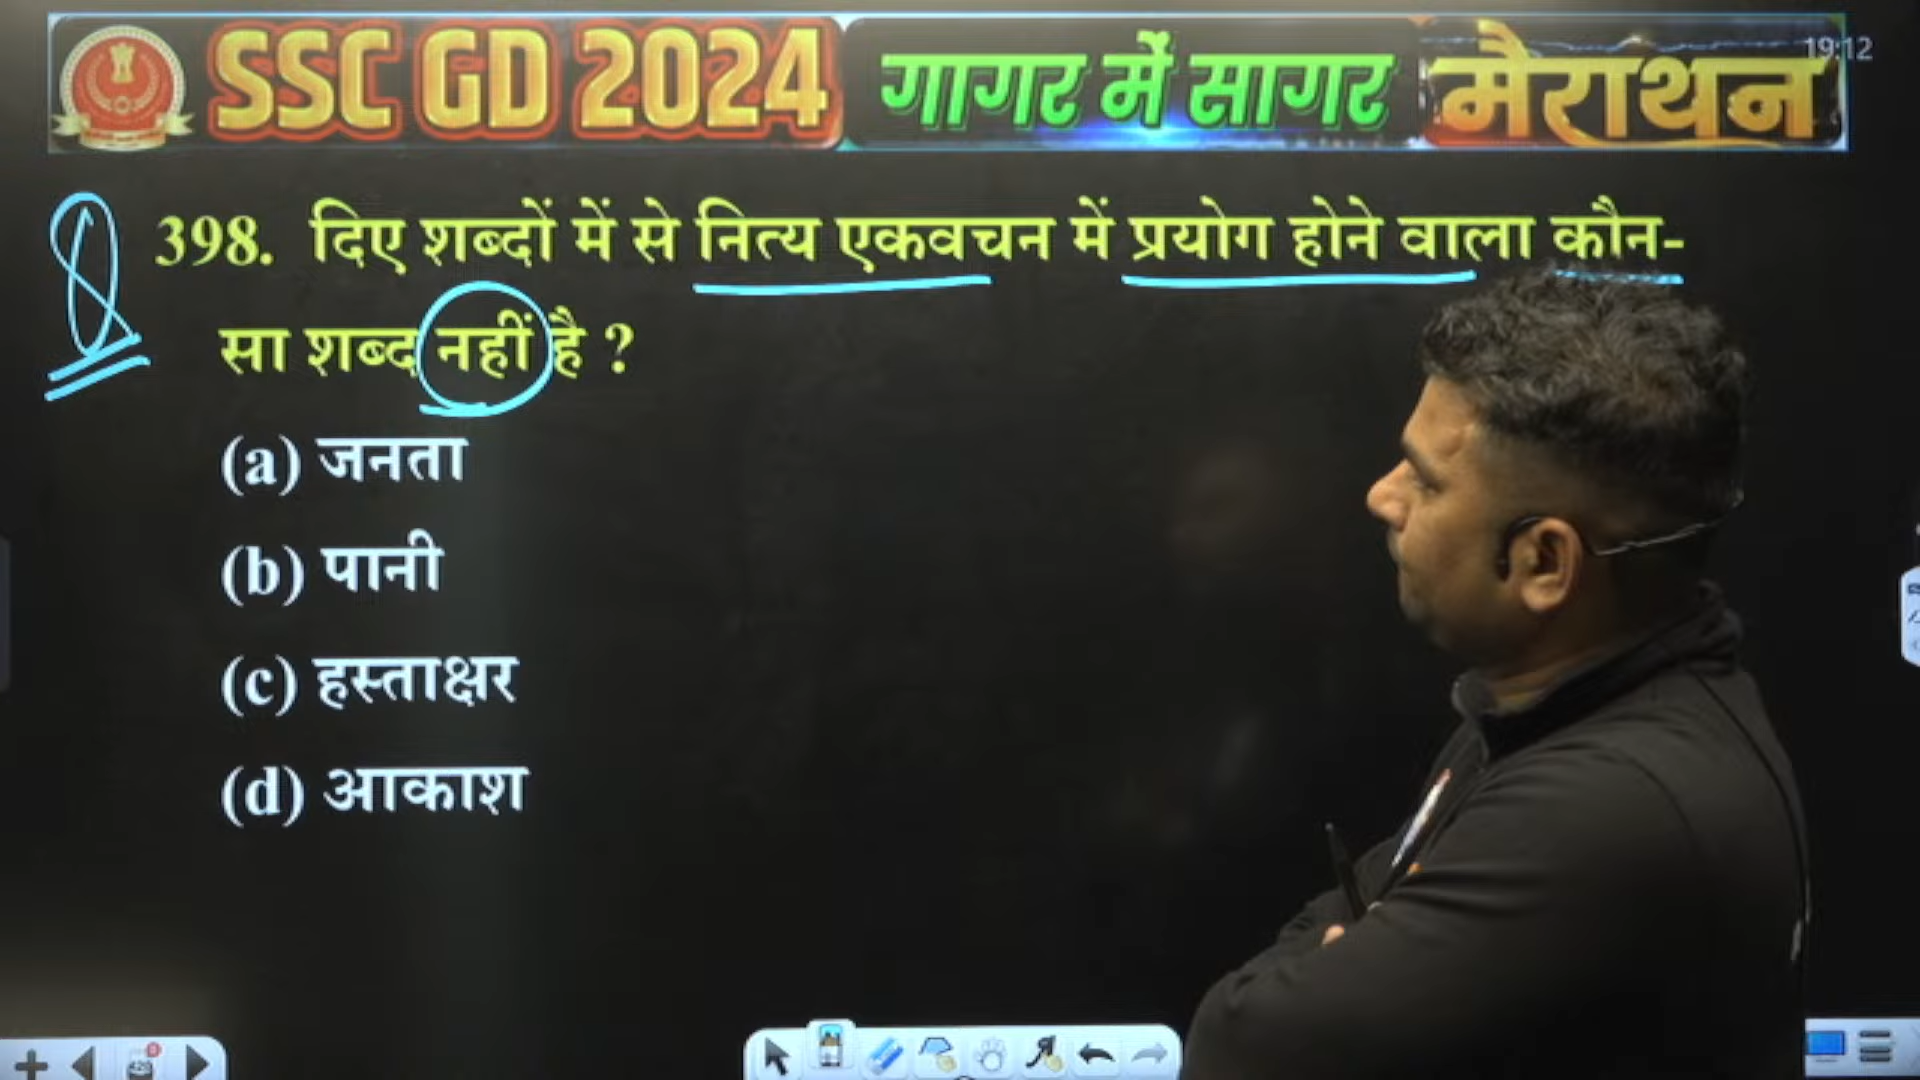 SSC GD 2024 गागर में सागर मैराथन
19:12
398. दिए शब्दों में से नित्य एकवचन में प्रयोग होने वाला कौन-
सा शब्द नहीं है ?
(a) जनता
(b) पानी
(c) हस्ताक्षर
(d) आकाश